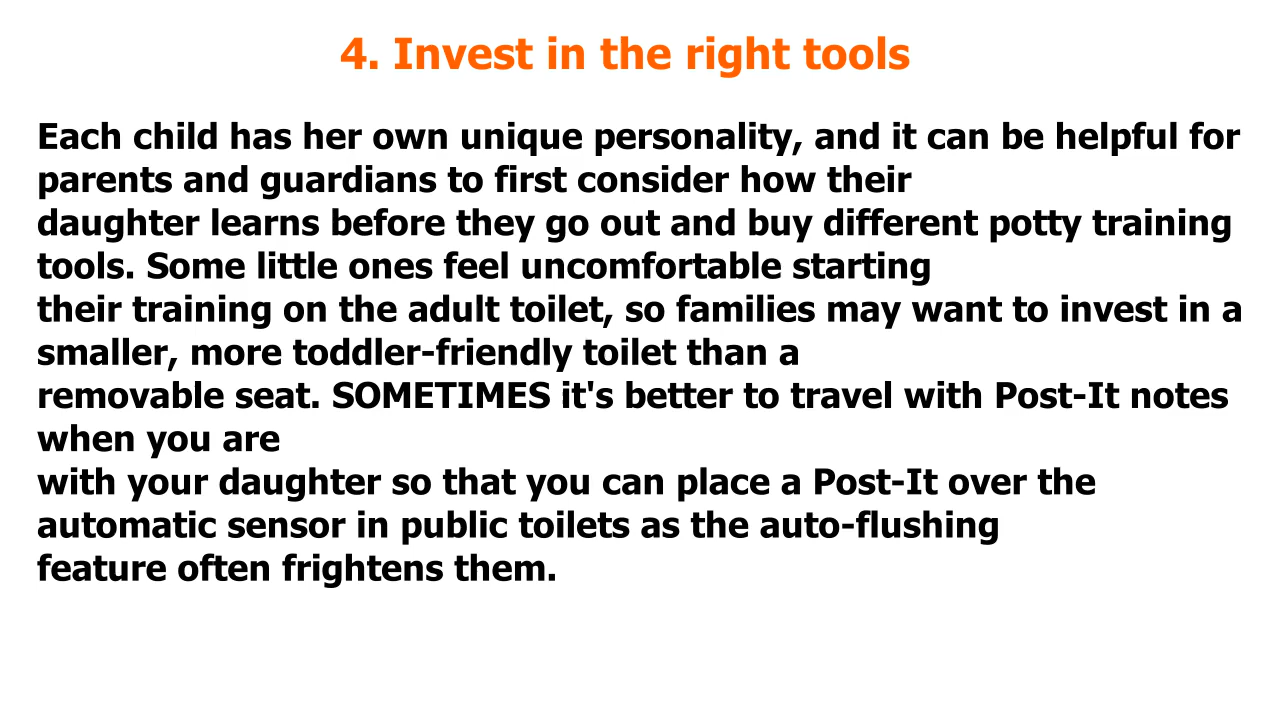 4. Invest in the right tools
Each child has her own unique personality, and it can be helpful for
parents and guardians to first consider how their
daughter learns before they go out and buy different potty training
tools. Some little ones feel uncomfortable starting
their training on the adult toilet, so families may want to invest in a
smaller, more toddler-friendly toilet than a
removable seat. SOMETIMES it's better to travel with Post-It notes
when you are
with your daughter so that you can place a Post-It over the
automatic sensor in public toilets as the auto-flushing
feature often frightens them.